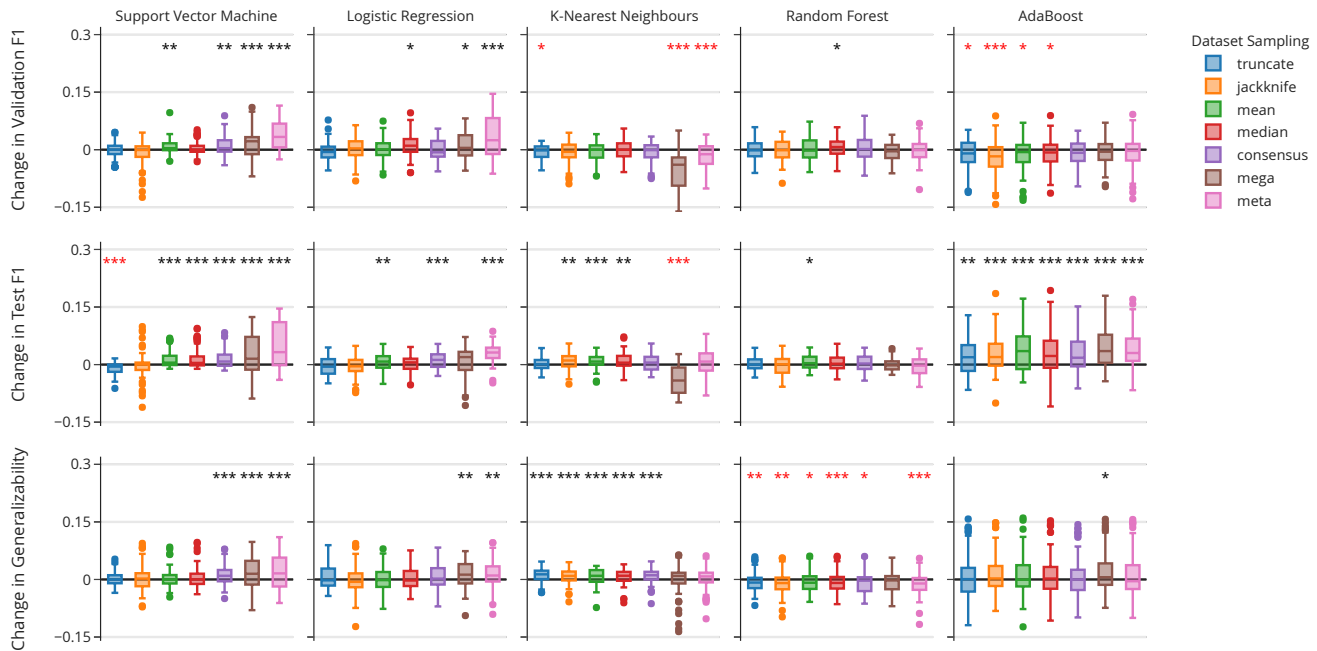 Support Vector Machine Logistic Regression K-Nearest Neighbours Random Forest AdaBoost
Change in Validation F1
0.3
0.15
0
−0.15
** ** *** ***
* * ***
* *** ***
*
* *** * *
Dataset Sampling
truncate
jackknife
mean
median
consensus
mega
meta
Change in Test F1
0.3
0.15
0
−0.15
*** *** *** *** *** ***
** *** ***
** *** ** ***
*
** *** *** *** *** *** ***
Change in Generalizability
0.3
0.15
0
−0.15
*** *** ***
** **
*** *** *** *** ***
** ** * *** * ***
*